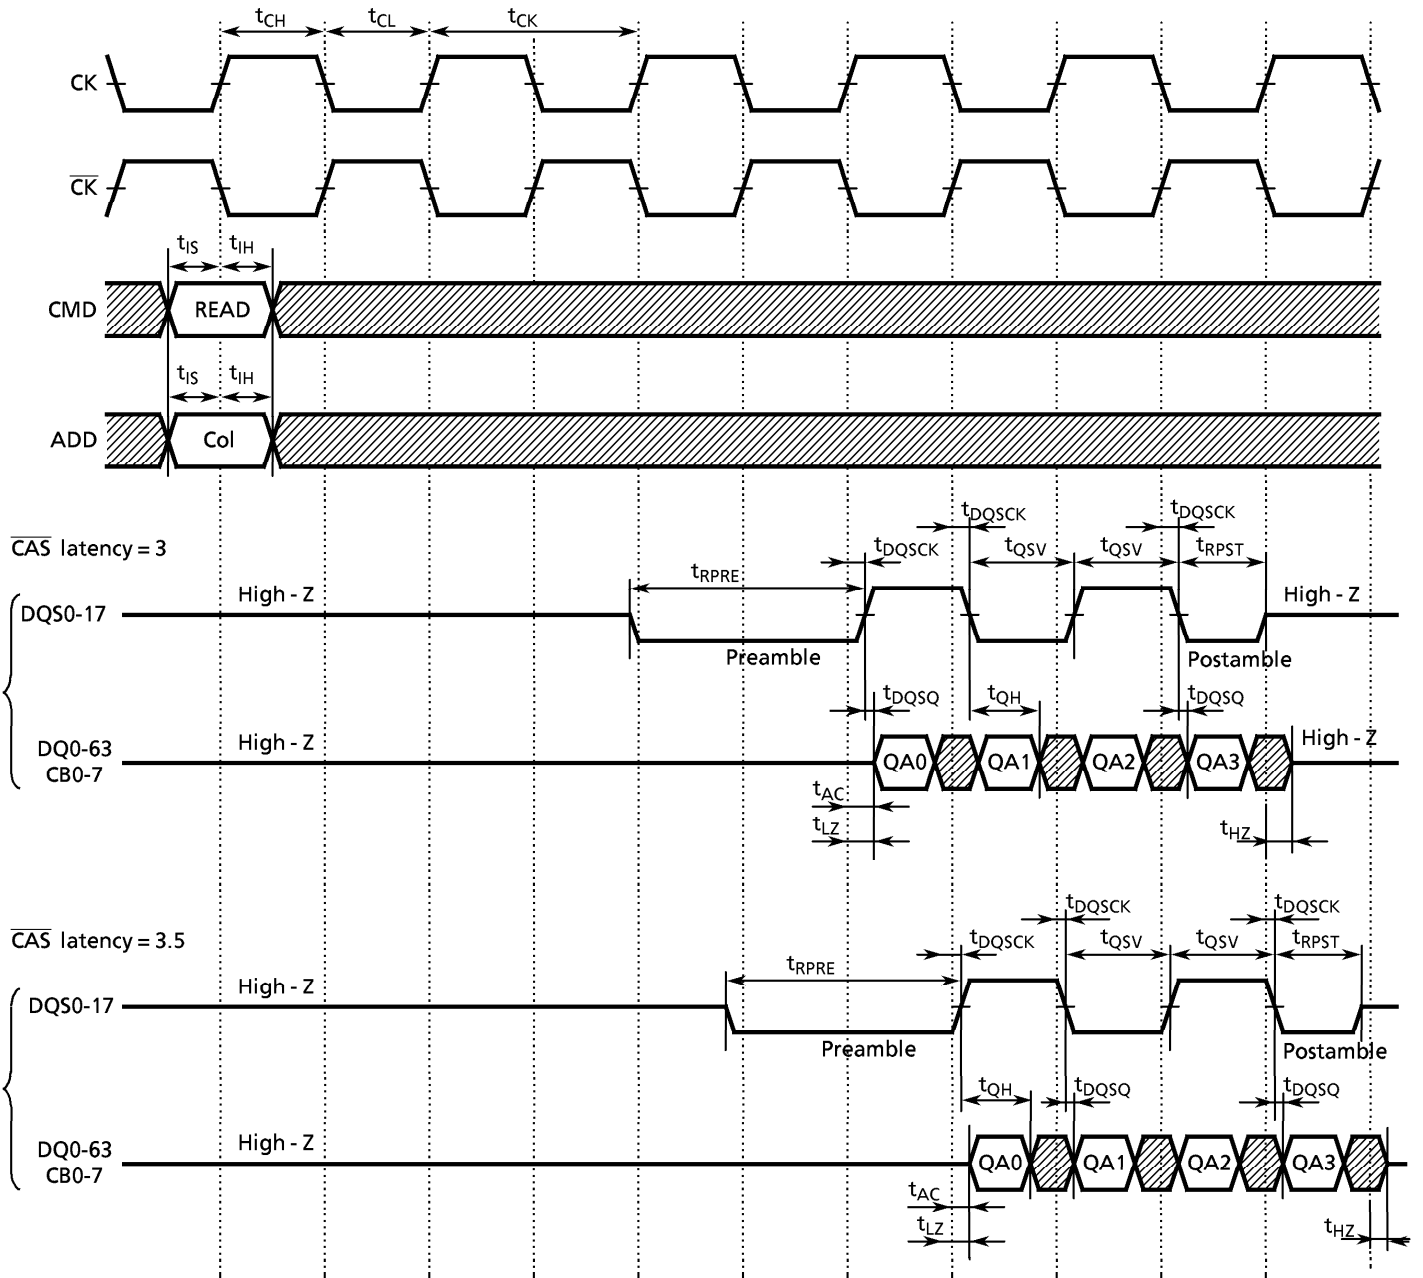 tCH tCL tCK
CK
CK
tIS tIH
CMD READ
tIS tIH
ADD Col
tDQSCK tDQSCK
CAS latency = 3 tDQSCK tQSV tQSV tRPST
tRPRE
High - Z High - Z
DQS0-17
Preamble Postamble
tDQSQ tQH tDQSQ
High - Z High - Z
DQ0-63
CB0-7 QA0 QA1 QA2 QA3
tAC
tLZ tHZ
tDQSCK tDQSCK
CAS latency = 3.5 tDQSCK tQSV tQSV tRPST
tRPRE
High - Z
DQS0-17
Preamble Postamble
tQH tDQSQ tDQSQ
High - Z
DQ0-63
CB0-7 QA0 QA1 QA2 QA3
tAC
tLZ tHZ